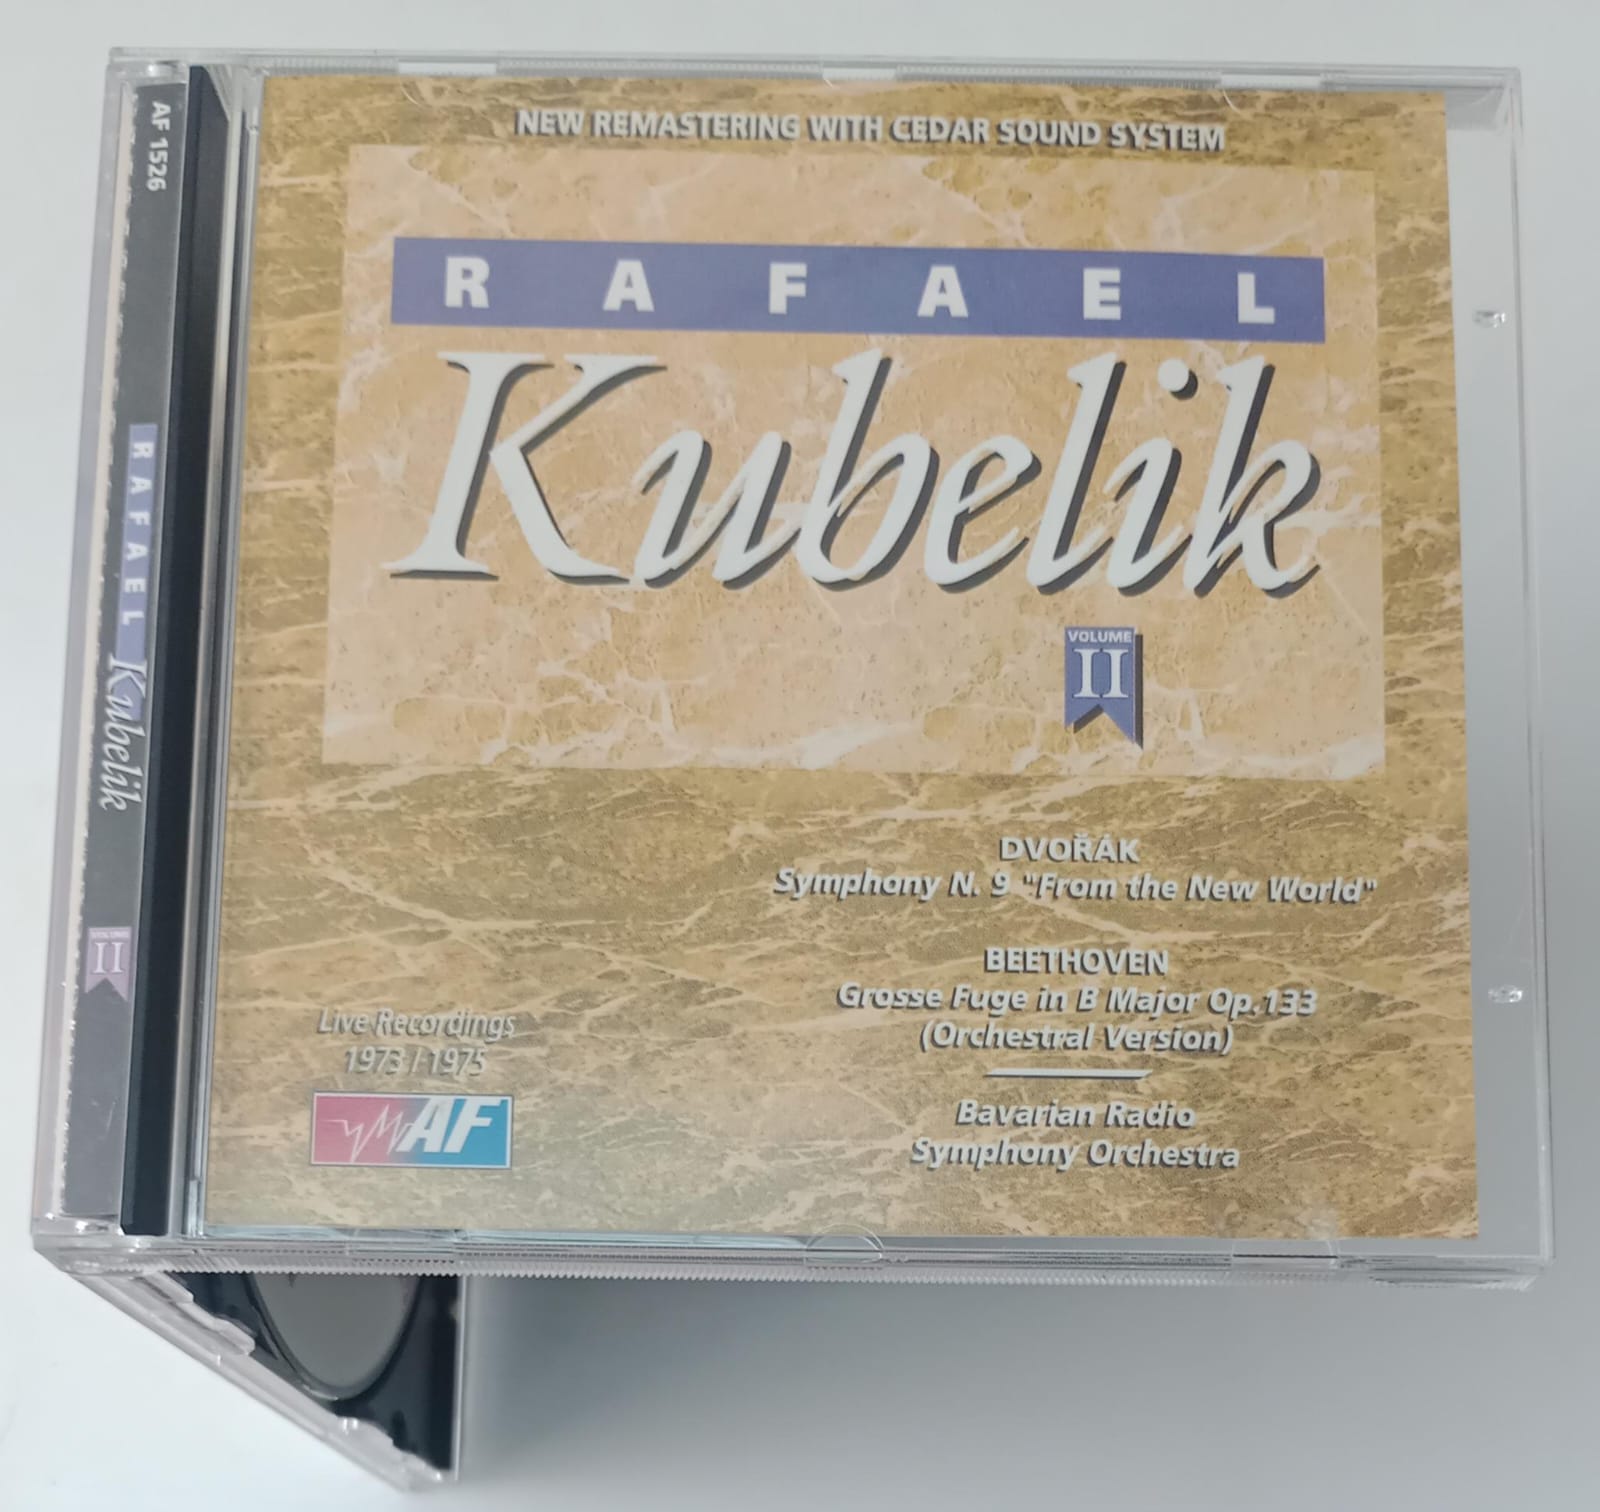 NEW REMASTERING WITH CEDAR SOUND SYSTEM
RAFAEL
Kubelik
VOLUME
II
DVOŘÁK
Symphony N. 9 "From the New World"
BEETHOVEN
Grosse Fuge in B Major Op.133
(Orchestral Version)
Bavarian Radio
Symphony Orchestra
Live Recordings
1973 / 1975
AF
AF 1526
RAFAEL Kubelik
VOLUME
II